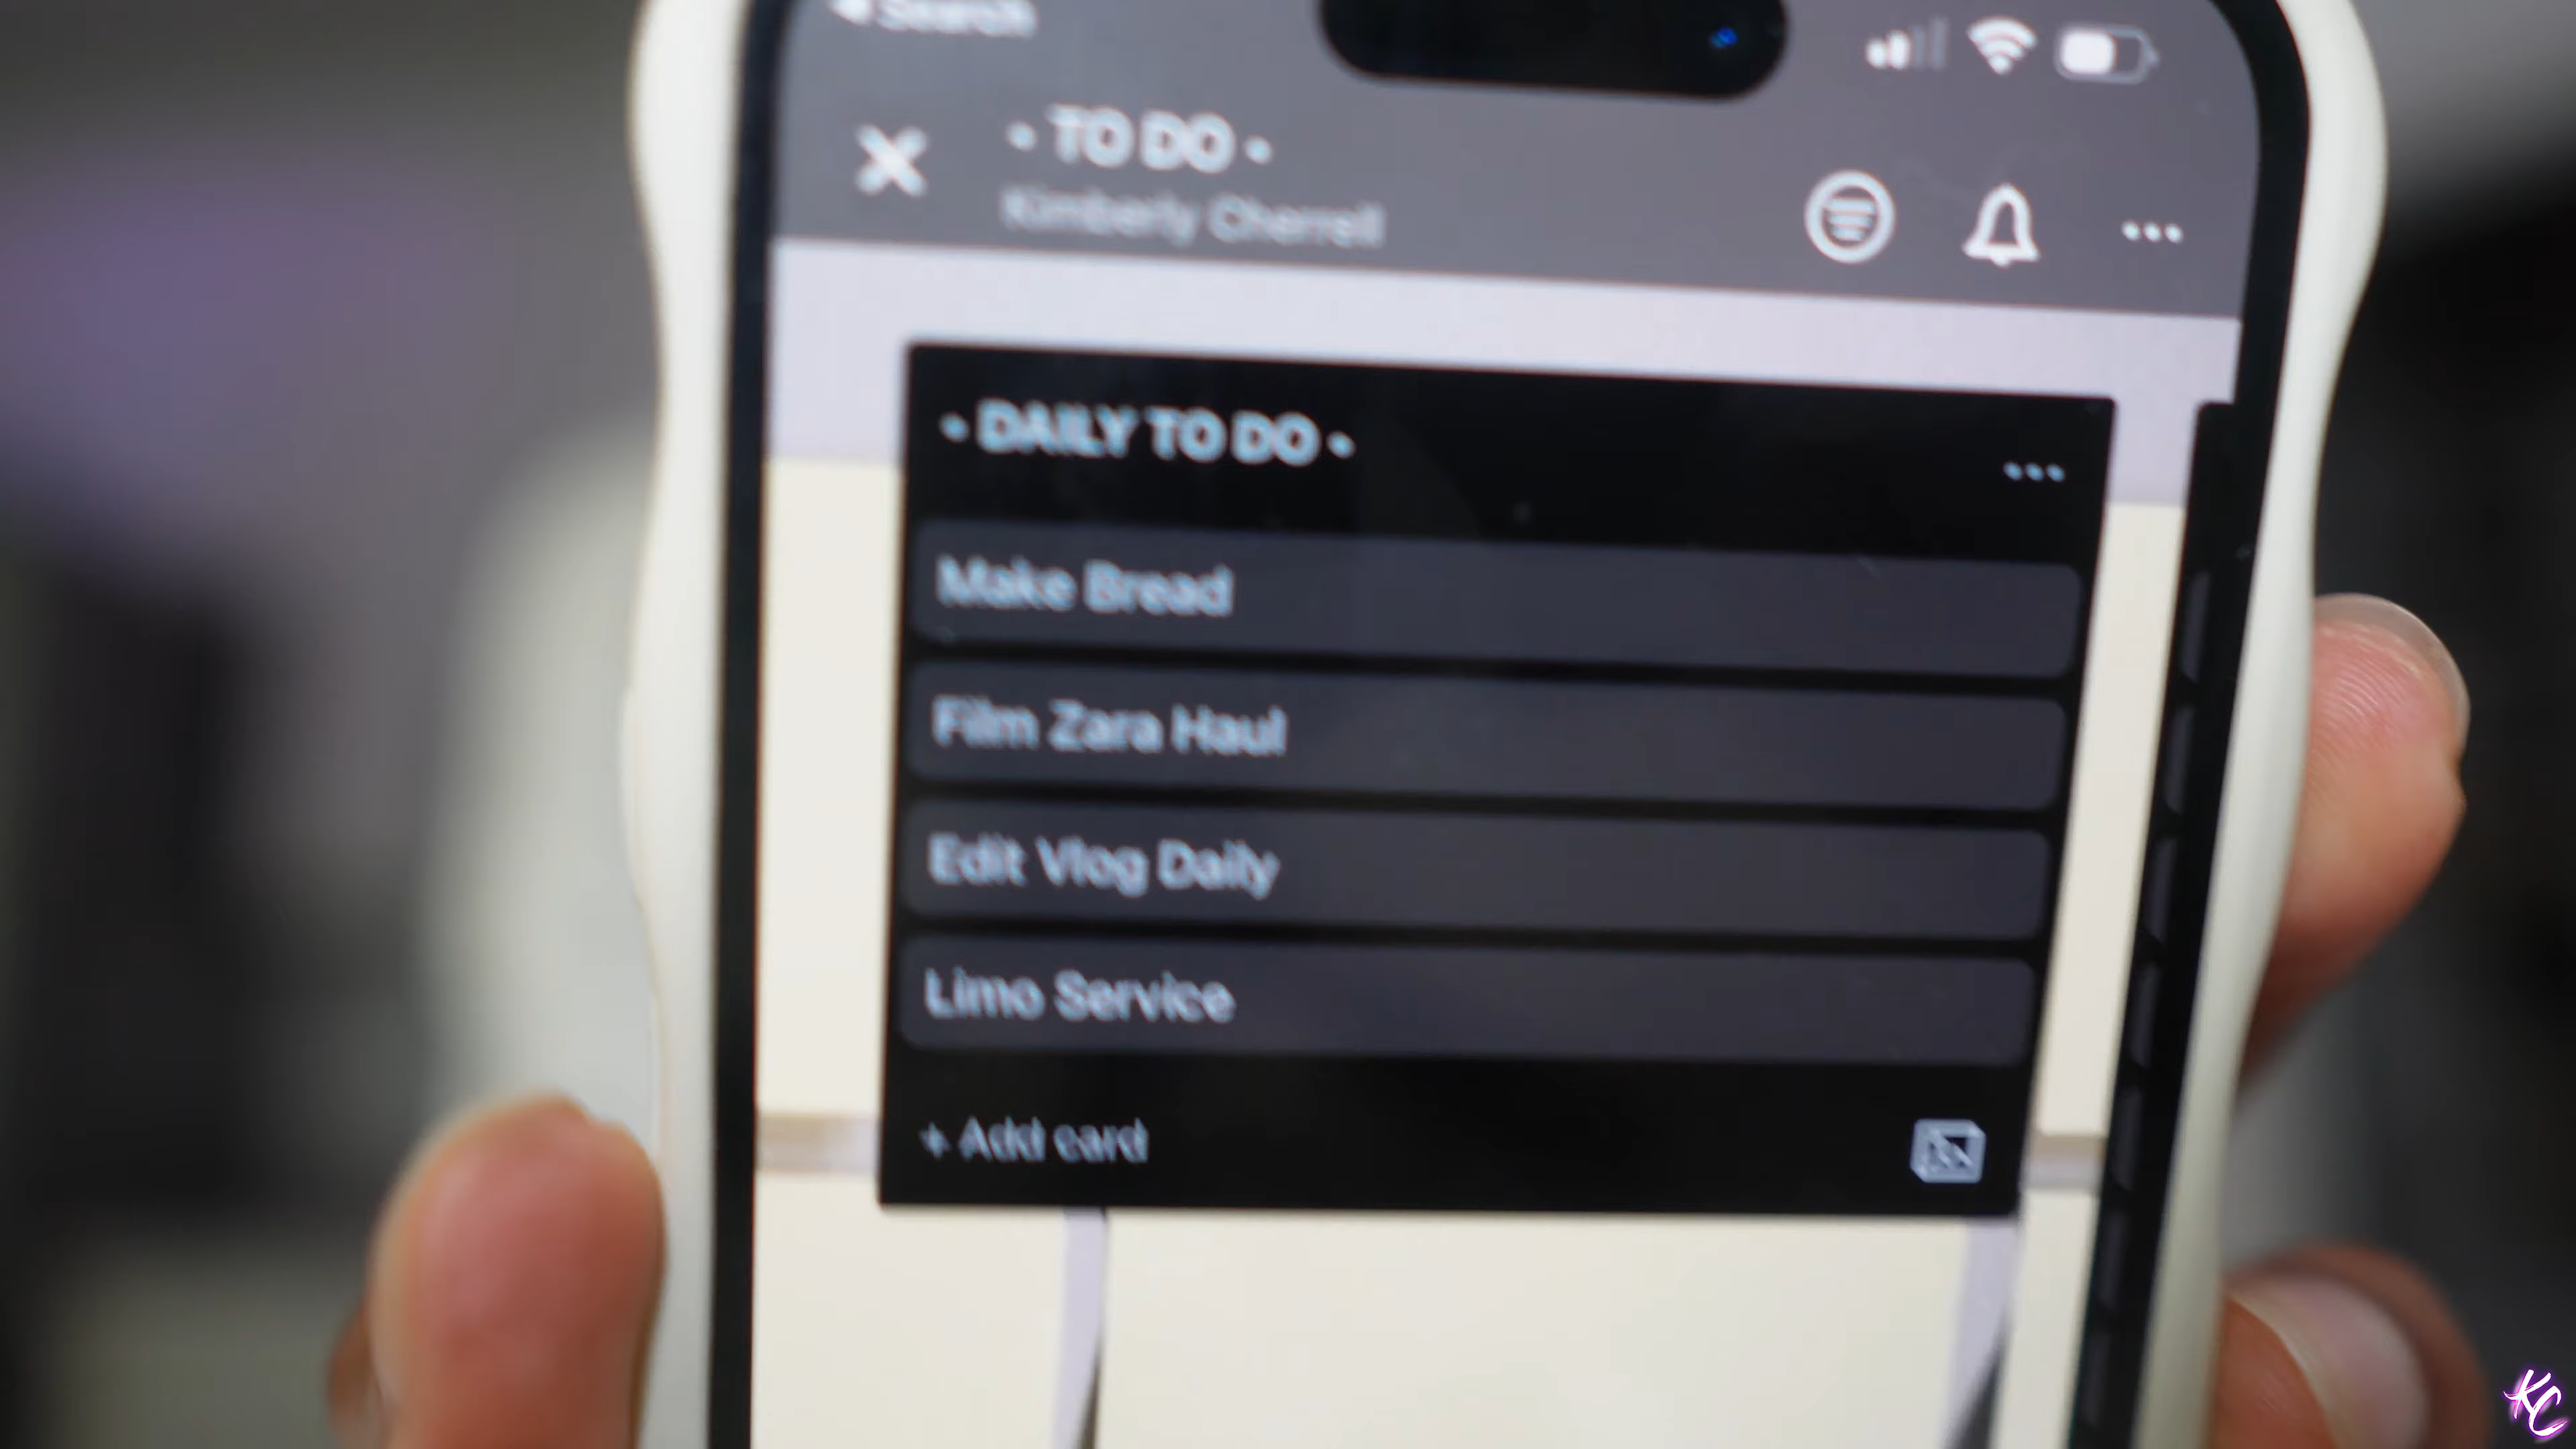 ◀ Search
• TO DO •
Kimberly Cherrell
• DAILY TO DO •
Make Bread
Film Zara Haul
Edit Vlog Daily
Limo Service
+ Add card
KC